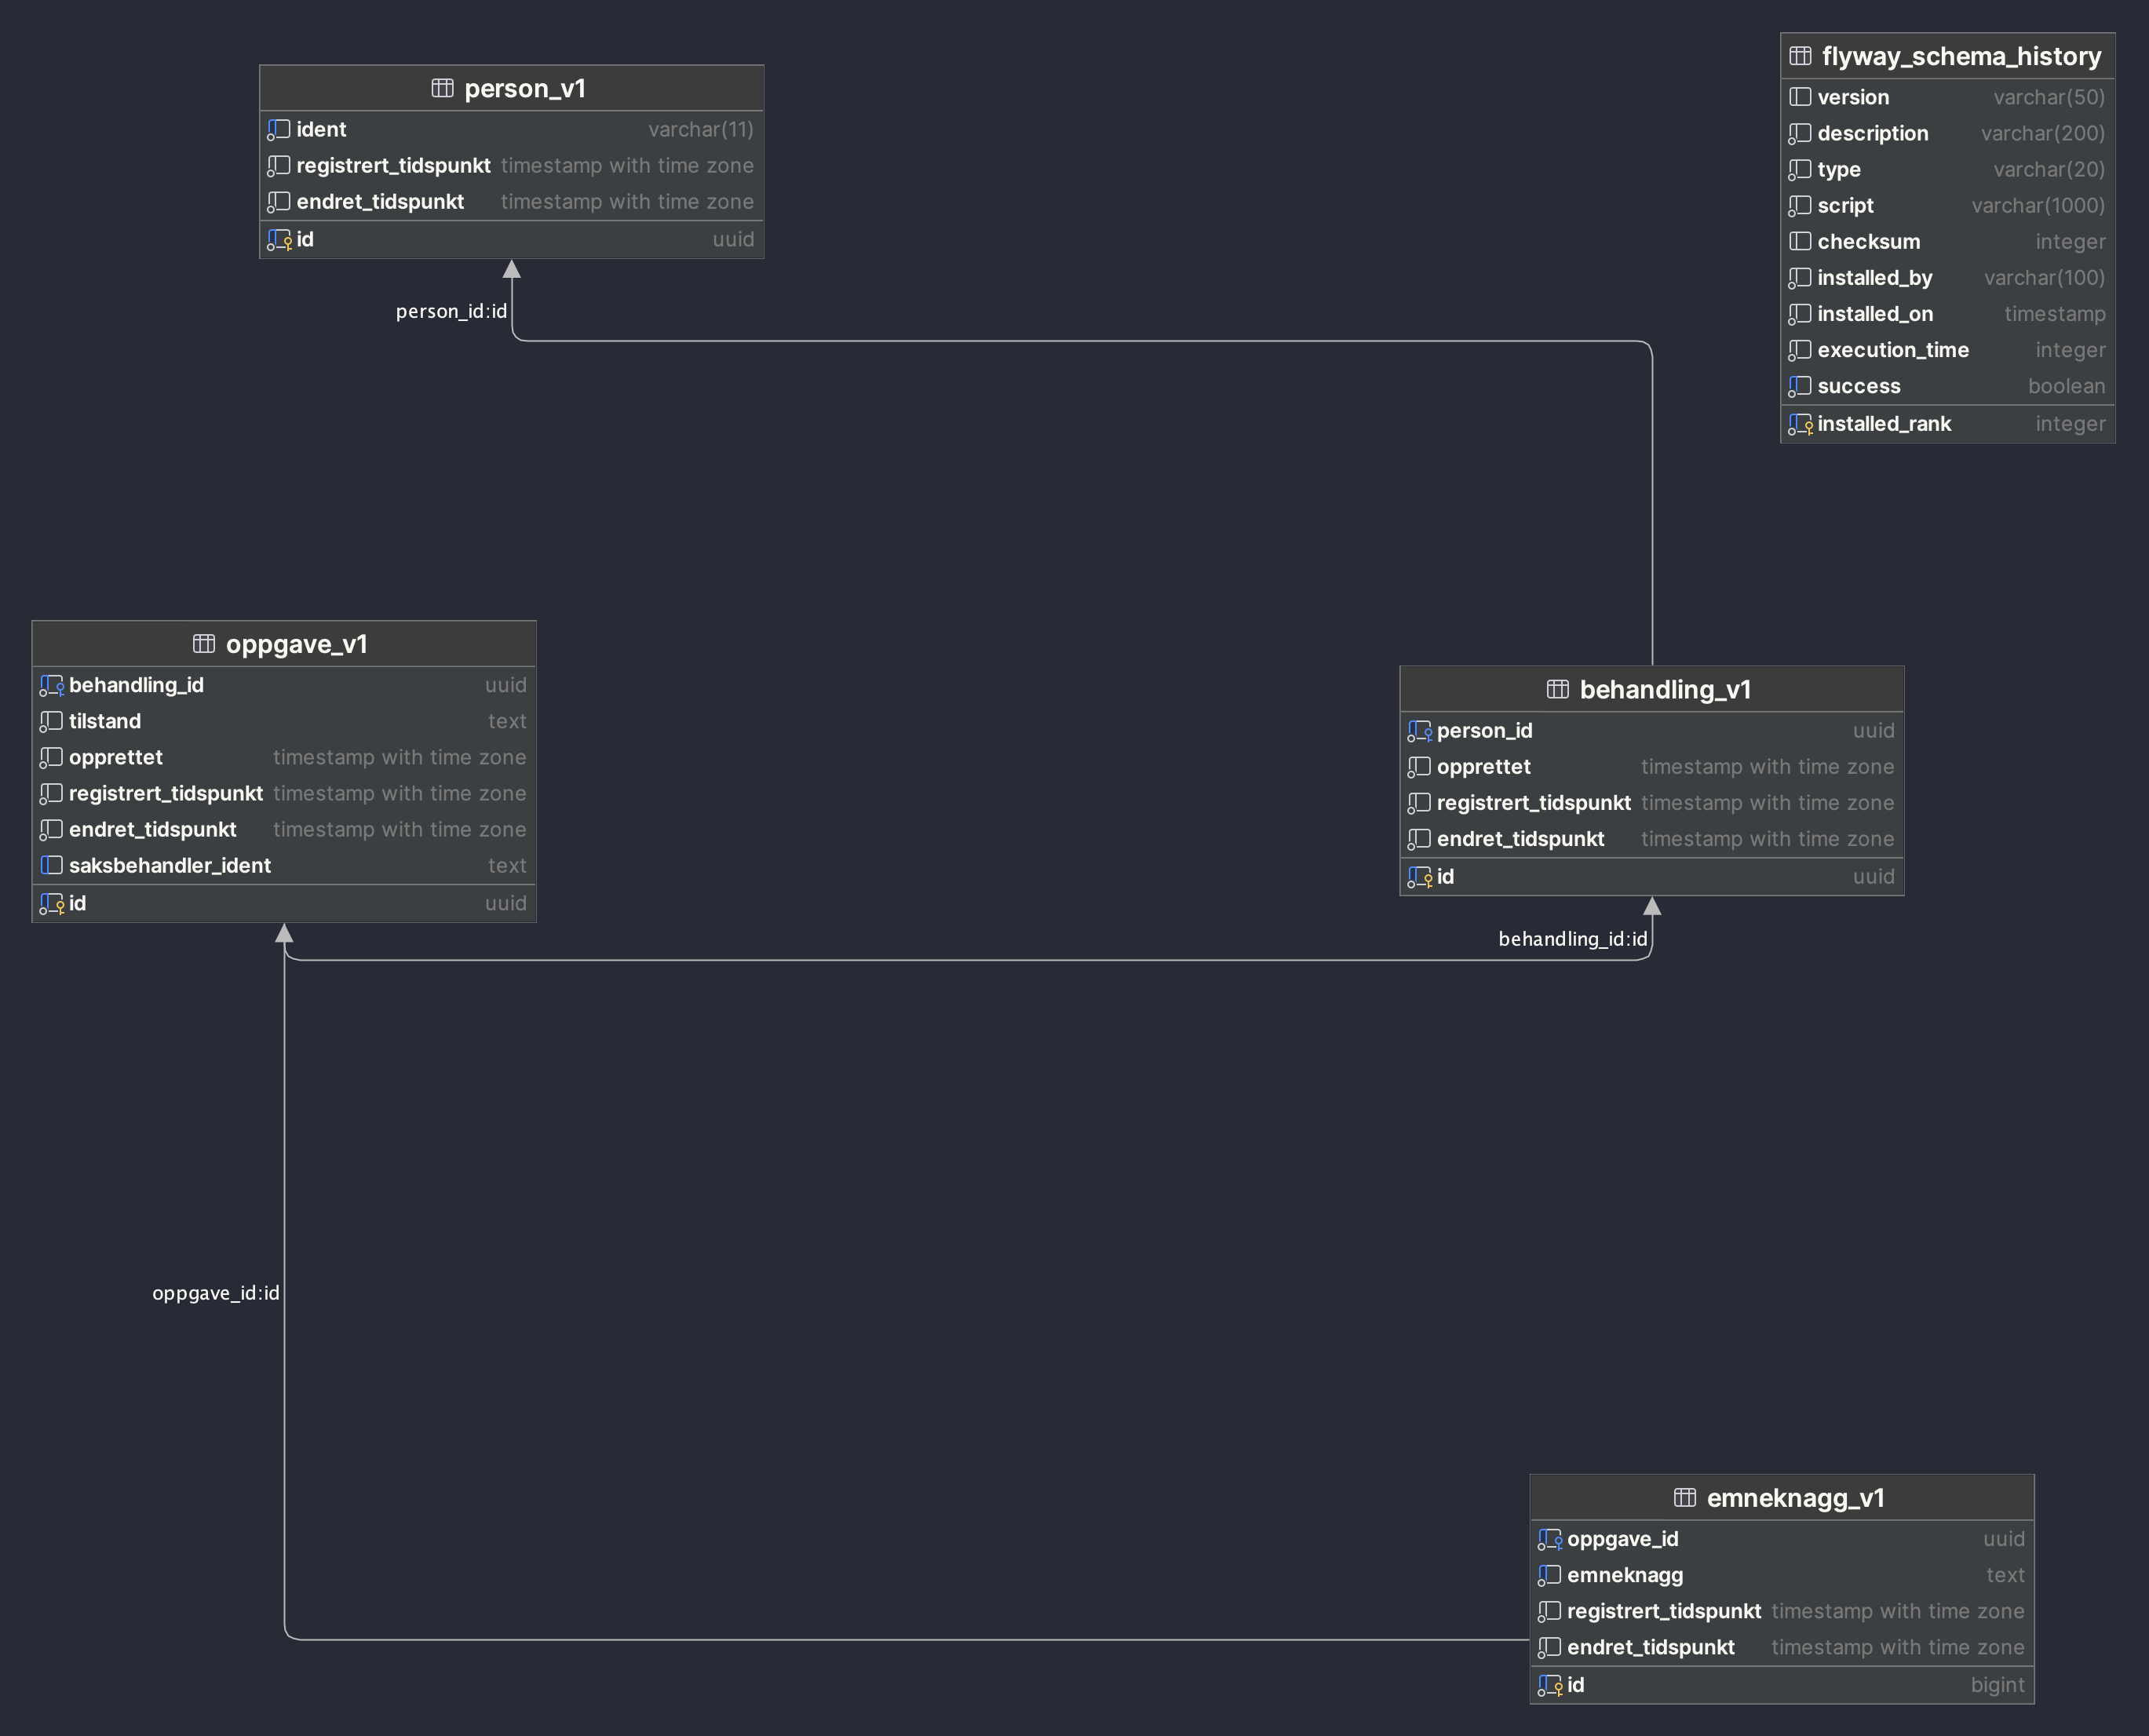 person_v1
ident varchar(11)
registrert_tidspunkt timestamp with time zone
endret_tidspunkt timestamp with time zone
id uuid
flyway_schema_history
version varchar(50)
description varchar(200)
type varchar(20)
script varchar(1000)
checksum integer
installed_by varchar(100)
installed_on timestamp
execution_time integer
success boolean
installed_rank integer
person_id:id
oppgave_v1
behandling_id uuid
tilstand text
opprettet timestamp with time zone
registrert_tidspunkt timestamp with time zone
endret_tidspunkt timestamp with time zone
saksbehandler_ident text
id uuid
behandling_v1
person_id uuid
opprettet timestamp with time zone
registrert_tidspunkt timestamp with time zone
endret_tidspunkt timestamp with time zone
id uuid
behandling_id:id
oppgave_id:id
emneknagg_v1
oppgave_id uuid
emneknagg text
registrert_tidspunkt timestamp with time zone
endret_tidspunkt timestamp with time zone
id bigint